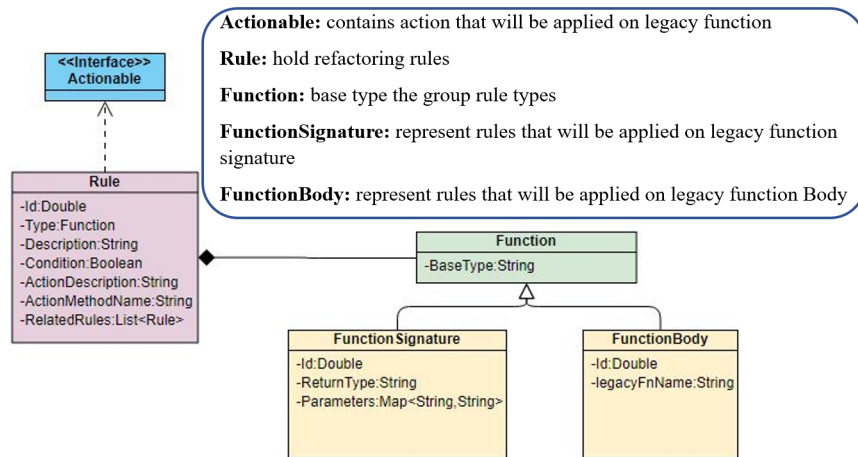 Actionable: contains action that will be applied on legacy function
Rule: hold refactoring rules
Function: base type the group rule types
FunctionSignature: represent rules that will be applied on legacy function
signature
FunctionBody: represent rules that will be applied on legacy function Body
<<Interface>>
Actionable
Rule
-Id:Double
-Type:Function
-Description:String
-Condition:Boolean
-ActionDescription:String
-ActionMethodName:String
-RelatedRules:List<Rule>
Function
-BaseType:String
FunctionSignature
-Id:Double
-ReturnType:String
-Parameters:Map<String,String>
FunctionBody
-Id:Double
-legacyFnName:String